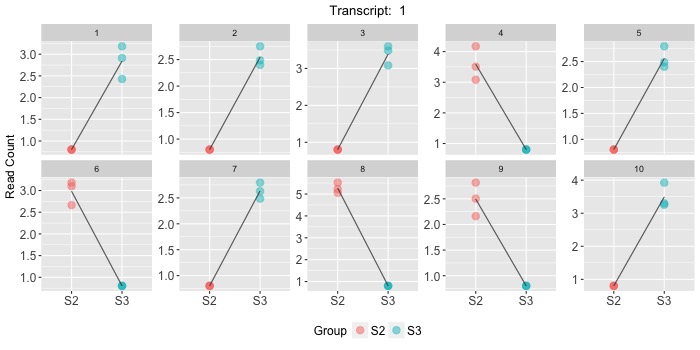 Transcript: 1
1 2 3 4 5
3.0 2.5 3 4 2.5
2.5 2.0 2 3 2.0
2.0 1.5 1 2 1.5
1.5 1.0 1 1.0
1.0
Read Count
6 7 8 9 10
3.0 2.5 5 2.5 4
2.5 2.0 4 2.0 3
2.0 1.5 3 1.5 2
1.5 1.0 2 1.0 1
1.0 1
S2 S3 S2 S3 S2 S3 S2 S3 S2 S3
Group S2 S3